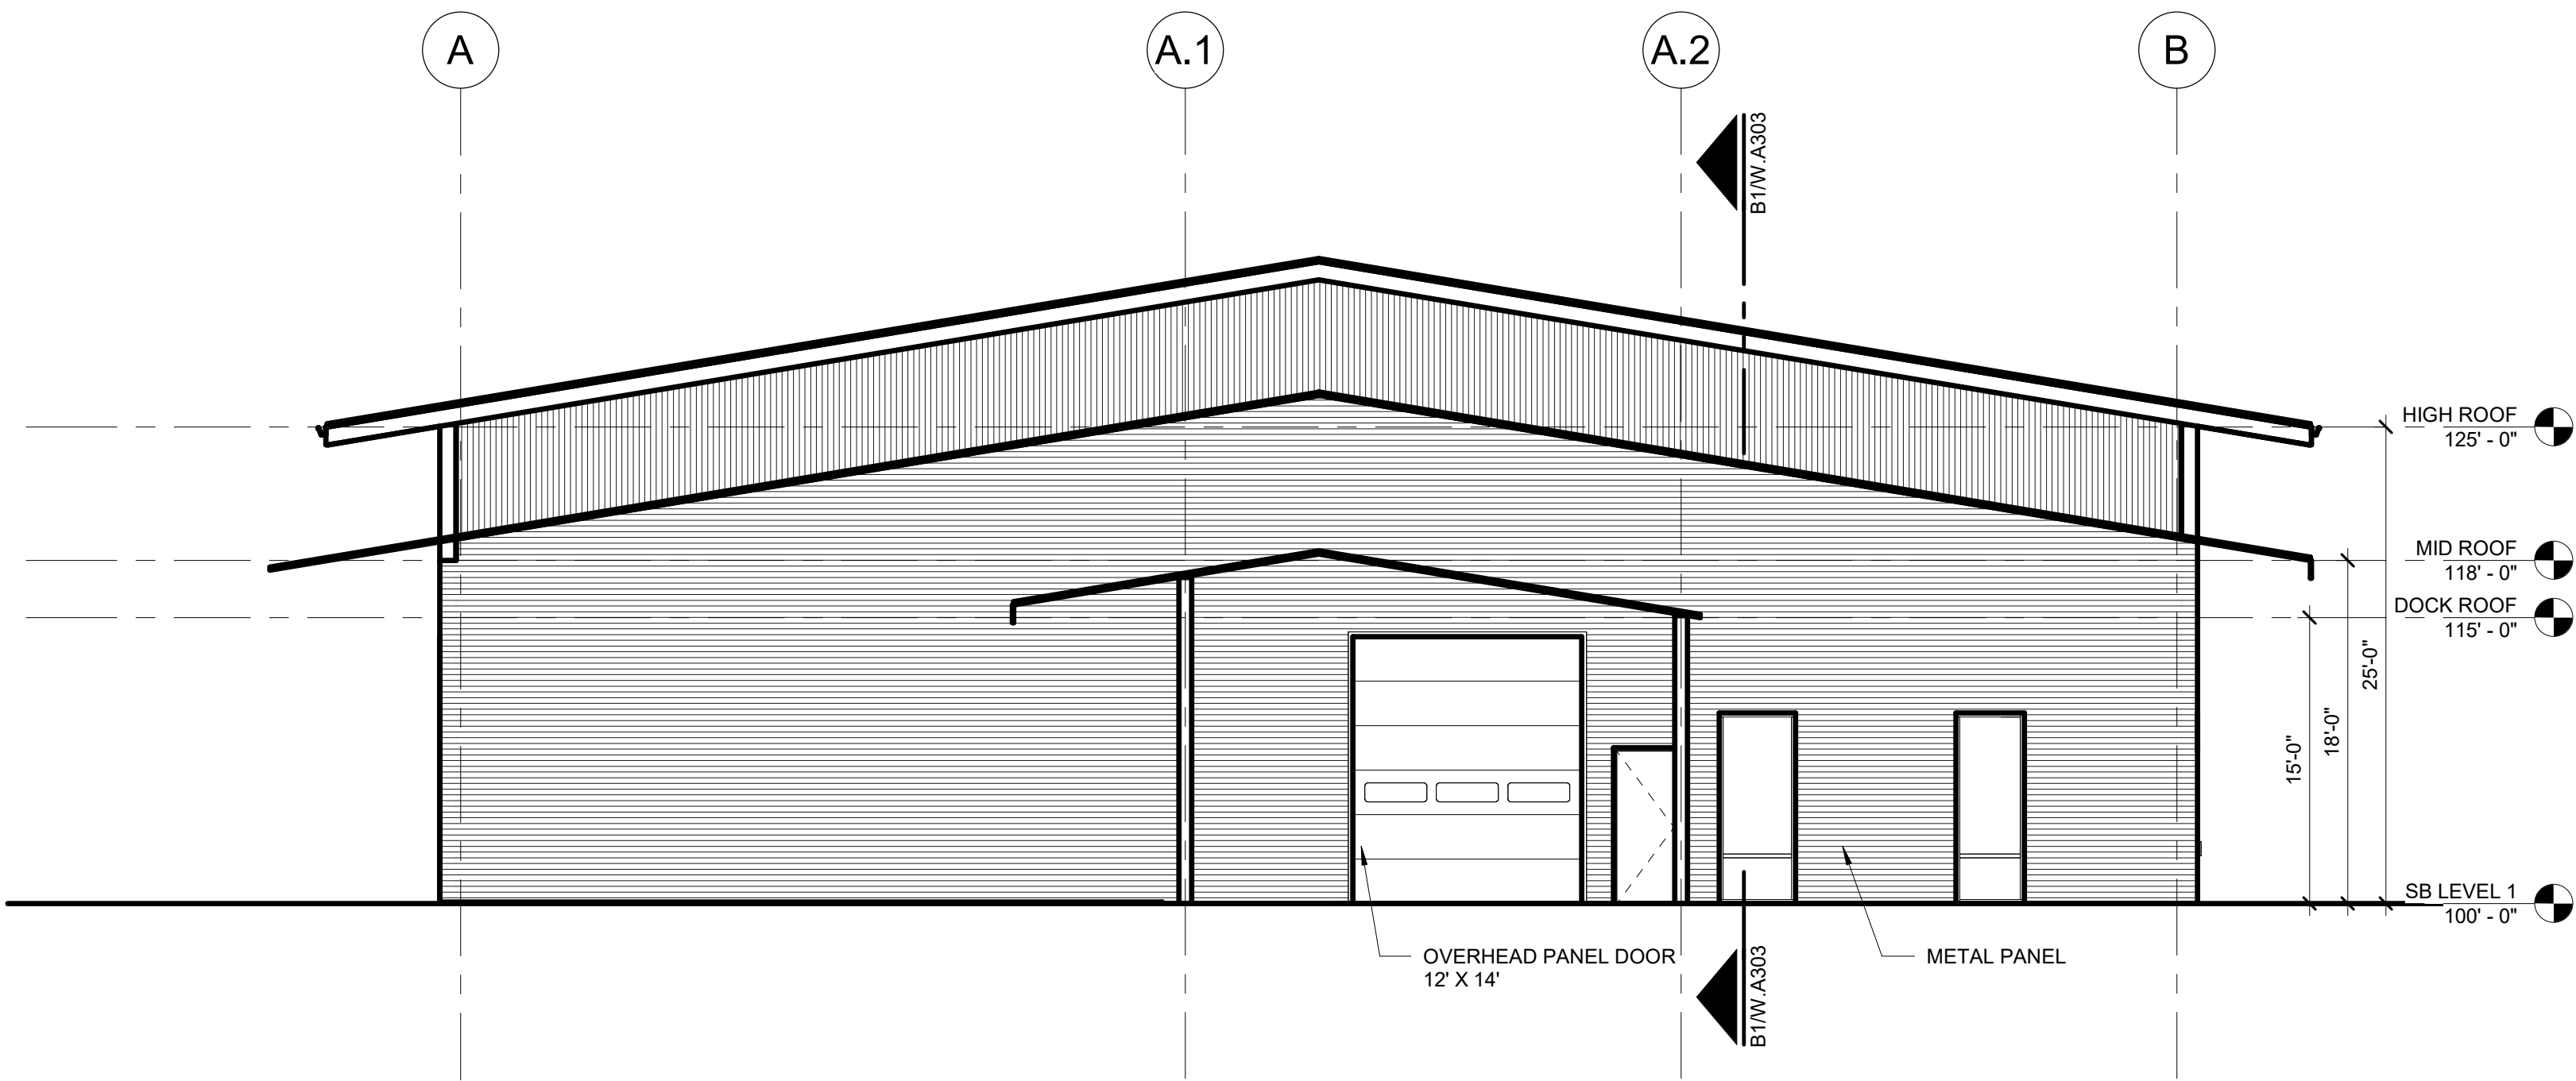 A
A.1
A.2
B
B1/W.A303
HIGH ROOF
125' - 0"
MID ROOF
118' - 0"
DOCK ROOF
115' - 0"
25'-0"
18'-0"
15'-0"
SB LEVEL 1
100' - 0"
OVERHEAD PANEL DOOR
12' X 14'
METAL PANEL
B1/W.A303